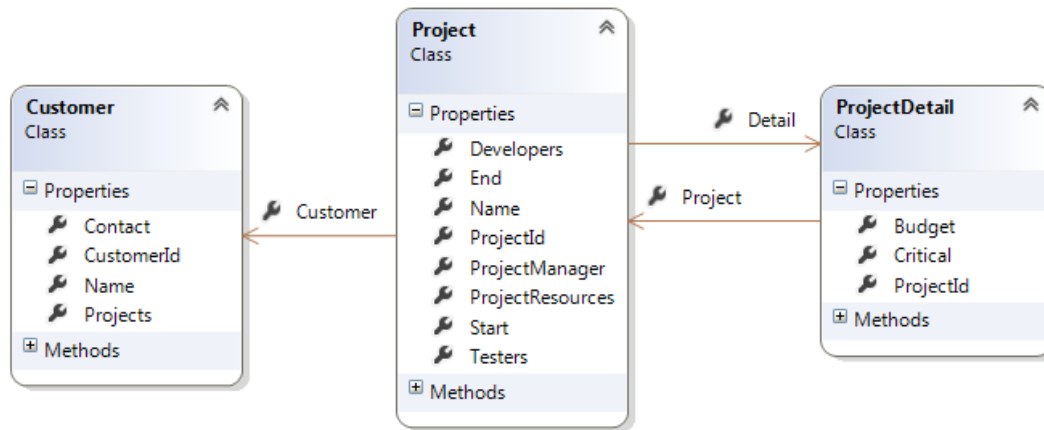 Customer
Class
Properties
Contact
CustomerId
Name
Projects
Methods
Customer
Project
Class
Properties
Developers
End
Name
ProjectId
ProjectManager
ProjectResources
Start
Testers
Methods
Detail
Project
ProjectDetail
Class
Properties
Budget
Critical
ProjectId
Methods